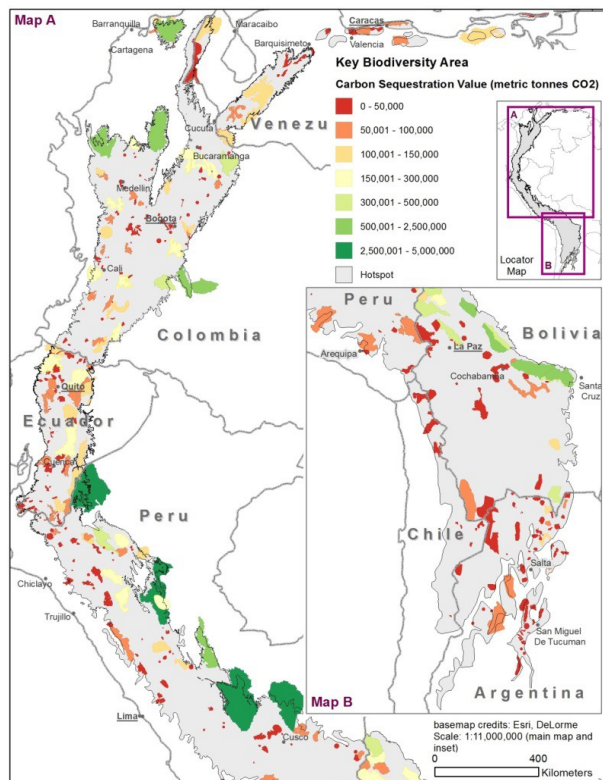 Map A
Barranquilla
Cartagena
Maracaibo
Barquisimeto
Caracas
Valencia
Key Biodiversity Area
Carbon Sequestration Value (metric tonnes CO2)
0 - 50,000
50,001 - 100,000
100,001 - 150,000
150,001 - 300,000
300,001 - 500,000
500,001 - 2,500,000
2,500,001 - 5,000,000
Hotspot
A
B
Locator
Map
Cucuta
Venezu
Bucaramanga
Medellin
Bogota
Cali
Colombia
Quito
Ecuador
Cuenca
Peru
Chiclayo
Trujillo
Lima
Cusco
Peru
Arequipa
La Paz
Bolivia
Cochabamba
Santa
Cruz
Chile
Salta
San Miguel
De Tucuman
Argentina
Map B
basemap credits: Esri, DeLorme
Scale: 1:11,000,000 (main map and
inset)
0
400
Kilometers